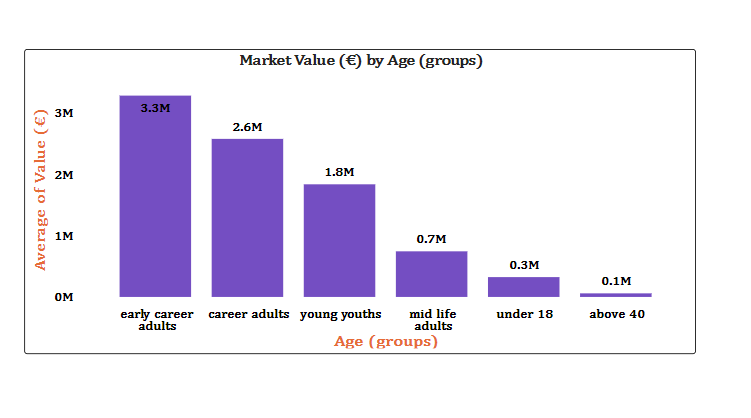 Market Value (€) by Age (groups)
Average of Value (€)
3M
2M
1M
0M
3.3M
2.6M
1.8M
0.7M
0.3M
0.1M
early career
adults
career adults
young youths
mid life
adults
under 18
above 40
Age (groups)